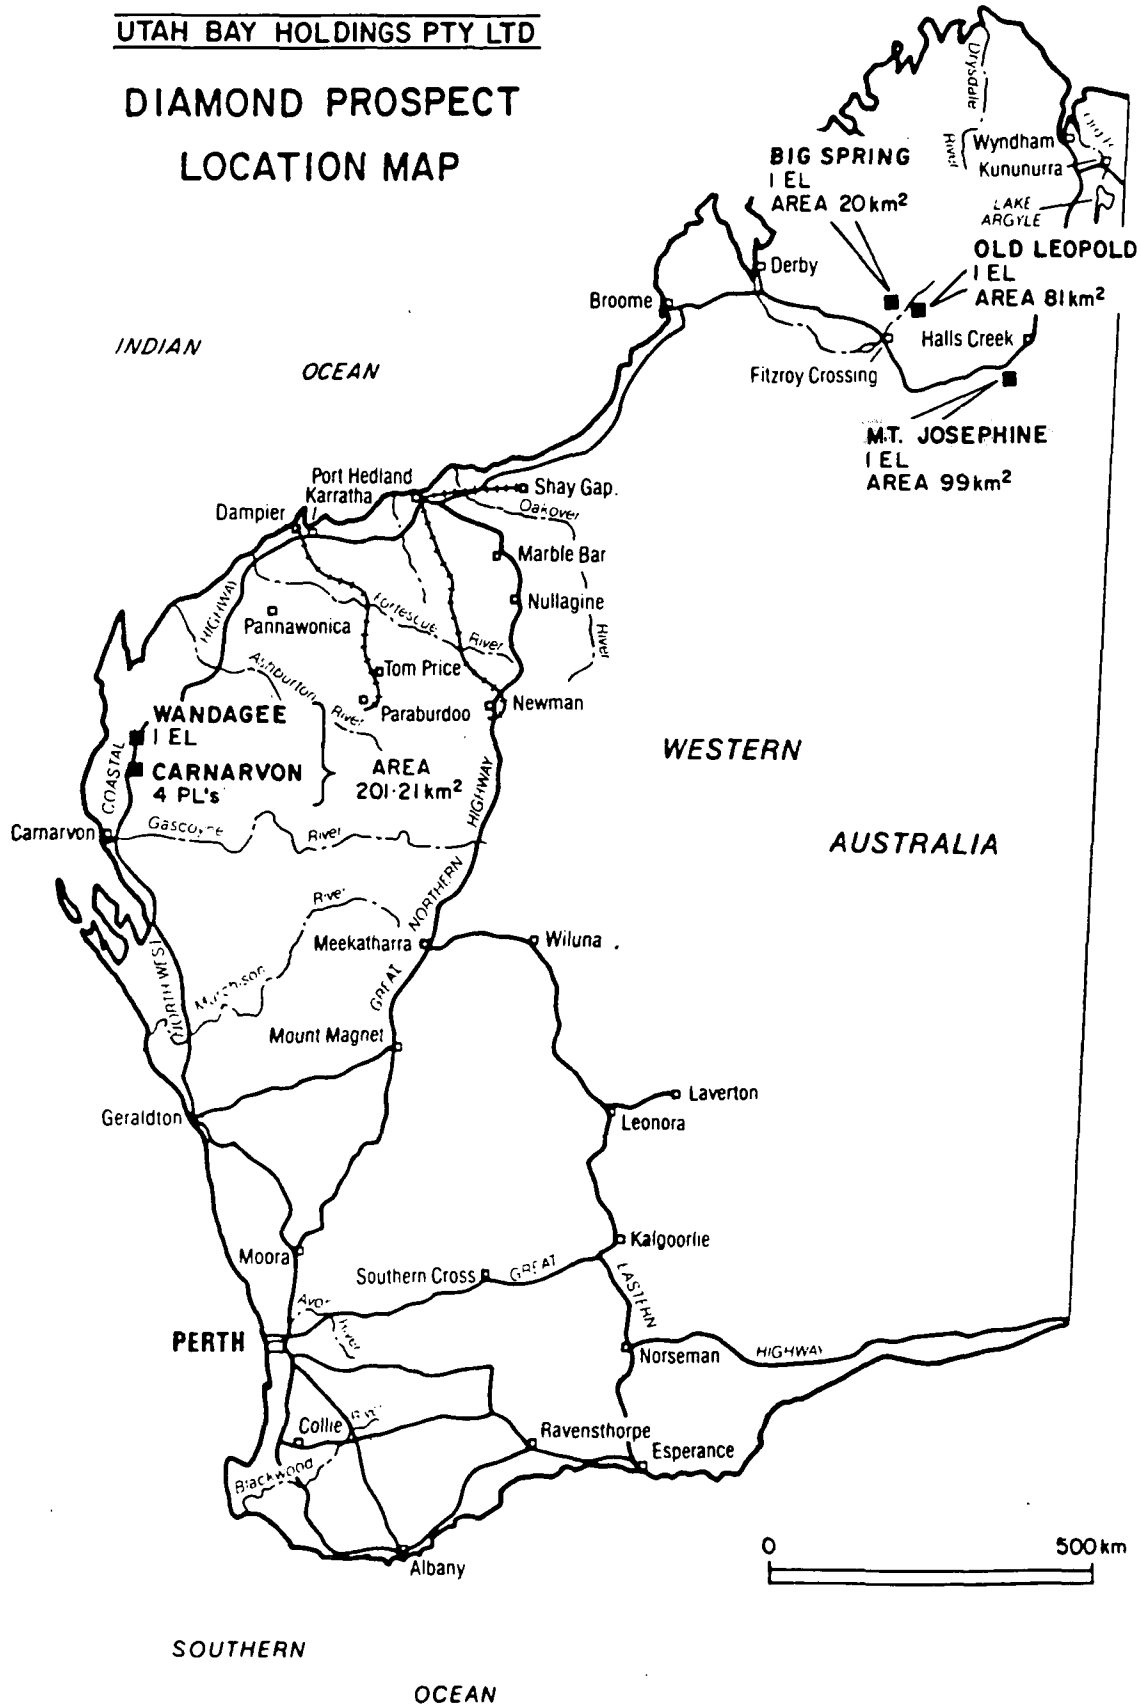 UTAH BAY HOLDINGS PTY LTD
DIAMOND PROSPECT
LOCATION MAP
Drysdale
River
Wyndham
Kununurra
LAKE
ARGYLE
BIG SPRING
1 EL
AREA 20km²
OLD LEOPOLD
1 EL
AREA 81km²
Derby
Broome
Halls Creek
Fitzroy Crossing
INDIAN
OCEAN
MT. JOSEPHINE
1 EL
AREA 99km²
Port Hedland
Karratha
Shay Gap.
Dampier
Oakover
River
Marble Bar
Nullagine
HIGHWAY
Pannawonica
Fortescue
River
Ashburton
River
Tom Price
Paraburdoo
Newman
WANDAGEE
1 EL
CARNARVON
4 PL's
AREA
201·21km²
COASTAL
HIGHWAY
WESTERN
AUSTRALIA
Carnarvon
Gascoyne
River
River
NORTHERN
Meekatharra
Wiluna
NORTH WEST
Murchison
GREAT
Mount Magnet
Geraldton
Laverton
Leonora
Moora
Kalgoorlie
Southern Cross
GREAT
EASTERN
Avon
River
PERTH
Norseman
HIGHWAY
Collie
Ravensthorpe
Esperance
Blackwood
Albany
0
500km
SOUTHERN
OCEAN